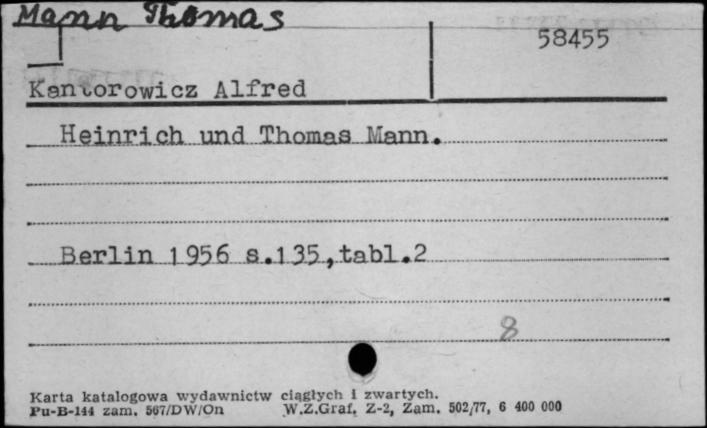 Mann Thomas
58455
Kantorowicz Alfred
Heinrich und Thomas Mann.
Berlin 1956 s.135,tabl.2
8
Karta katalogowa wydawnictw ciągłych i zwartych.
Pu-B-144 zam. 567/DW/On W.Z.Graf. Z-2, Zam. 502/77, 6 400 000